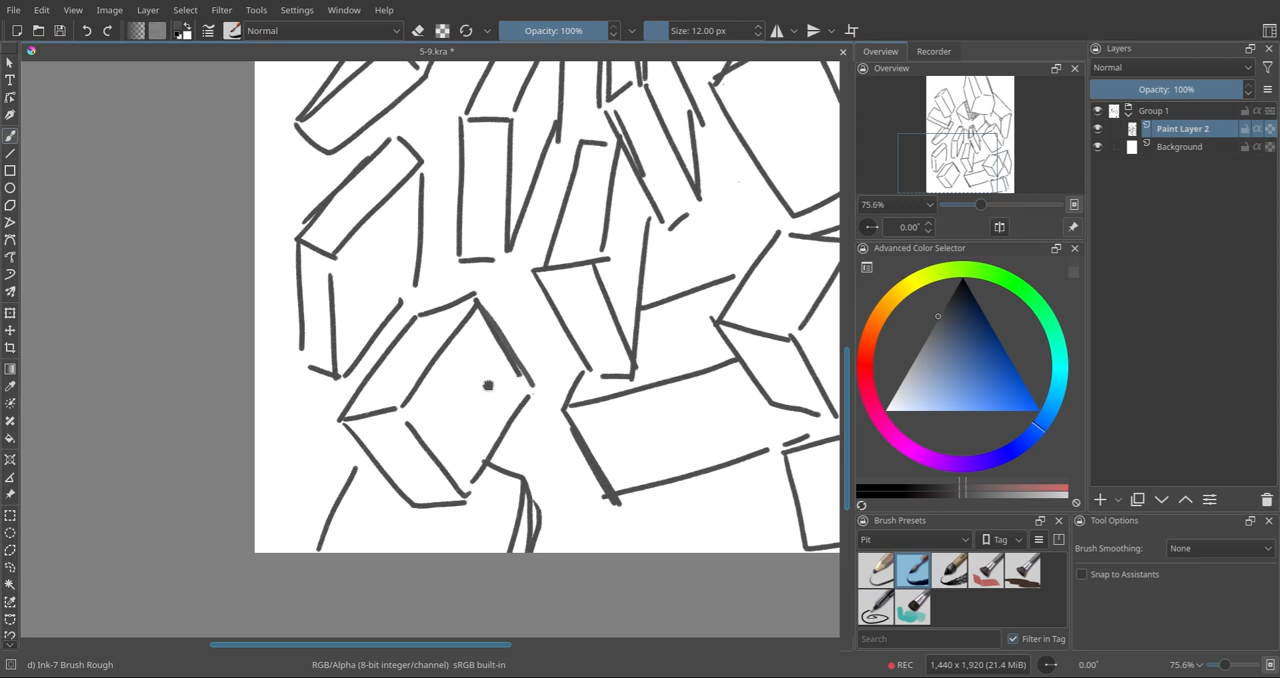 File Edit View Image Layer Select Filter Tools Settings Window Help
Normal Opacity: 100% Size: 12.00 px
5-9.kra *
Overview Recorder
Overview
75.6%
0.00°
Advanced Color Selector
Brush Presets
Pit Tag
Search Filter in Tag
Layers
Normal
Opacity: 100%
Group 1
Paint Layer 2
Background
Tool Options
Brush Smoothing: None
Snap to Assistants
d) Ink-7 Brush Rough RGB/Alpha (8-bit integer/channel) sRGB built-in REC 1,440 x 1,920 (21.4 MiB) 0.00° 75.6%